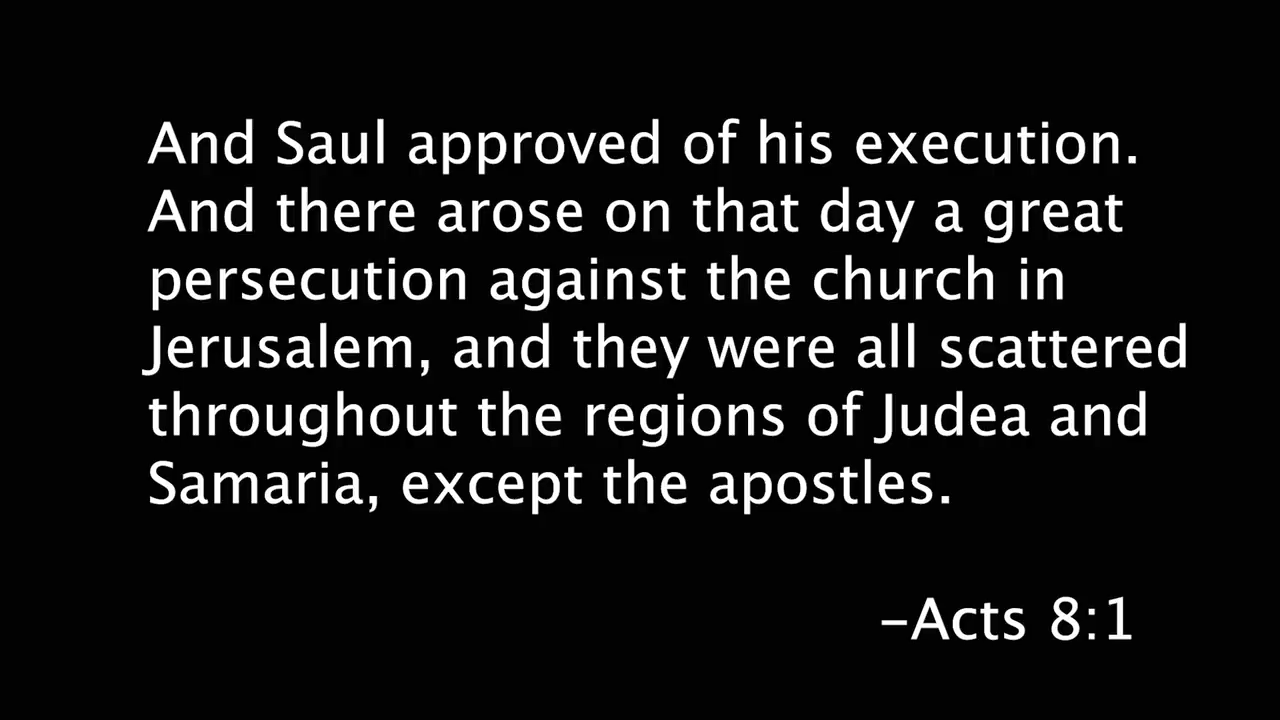 And Saul approved of his execution.
And there arose on that day a great
persecution against the church in
Jerusalem, and they were all scattered
throughout the regions of Judea and
Samaria, except the apostles.
–Acts 8:1